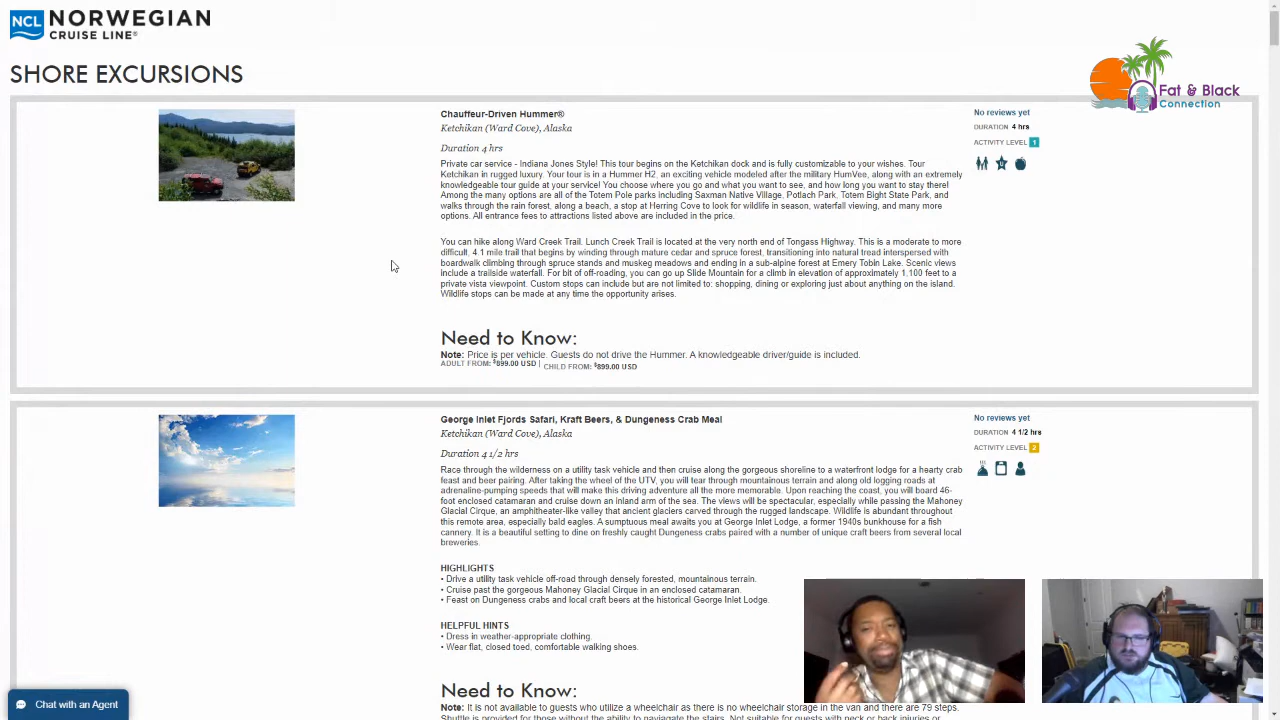 NCL NORWEGIAN
CRUISE LINE®
SHORE EXCURSIONS
Fat & Black
Connection
Chauffeur-Driven Hummer®
Ketchikan (Ward Cove), Alaska
Duration 4 hrs
Private car service - Indiana Jones Style! This tour begins on the Ketchikan dock and is fully customizable to your wishes. Tour
Ketchikan in rugged luxury. Your tour is in a Hummer H2, an exciting vehicle modeled after the military HumVee, along with an extremely
knowledgeable tour guide at your service! You choose where you go and what you want to see, and how long you want to stay there!
Among the many options are all of the Totem Pole parks including Saxman Native Village, Potlach Park, Totem Bight State Park, and
walks through the rain forest, along a beach, a stop at Herring Cove to look for wildlife in season, waterfall viewing, and many more
options. All entrance fees to attractions listed above are included in the price.
You can hike along Ward Creek Trail. Lunch Creek Trail is located at the very north end of Tongass Highway. This is a moderate to more
difficult, 4.1 mile trail that begins by winding through mature cedar and spruce forest, transitioning into natural tread interspersed with
boardwalk climbing through spruce stands and muskeg meadows and ending in a sub-alpine forest at Emery Tobin Lake. Scenic views
include a trailside waterfall. For bit of off-roading, you can go up Slide Mountain for a climb in elevation of approximately 1,100 feet to a
private vista viewpoint. Custom stops can include but are not limited to: shopping, dining or exploring just about anything on the island.
Wildlife stops can be made at any time the opportunity arises.
Need to Know:
Note: Price is per vehicle. Guests do not drive the Hummer. A knowledgeable driver/guide is included.
ADULT FROM: $899.00 USD | CHILD FROM: $899.00 USD
No reviews yet
DURATION 4 hrs
ACTIVITY LEVEL 1
George Inlet Fjords Safari, Kraft Beers, & Dungeness Crab Meal
Ketchikan (Ward Cove), Alaska
Duration 4 1/2 hrs
Race through the wilderness on a utility task vehicle and then cruise along the gorgeous shoreline to a waterfront lodge for a hearty crab
feast and beer pairing. After taking the wheel of the UTV, you will tear through mountainous terrain and along old logging roads at
adrenaline-pumping speeds that will make this driving adventure all the more memorable. Upon reaching the coast, you will board 46-
foot enclosed catamaran and cruise down an inland arm of the sea. The views will be spectacular, especially while passing the Mahoney
Glacial Cirque, an amphitheater-like valley that ancient glaciers carved through the rugged landscape. Wildlife is abundant throughout
this remote area, especially bald eagles. A sumptuous meal awaits you at George Inlet Lodge, a former 1940s bunkhouse for a fish
cannery. It is a beautiful setting to dine on freshly caught Dungeness crabs paired with a number of unique craft beers from several local
breweries.
HIGHLIGHTS
• Drive a utility task vehicle off-road through densely forested, mountainous terrain.
• Cruise past the gorgeous Mahoney Glacial Cirque in an enclosed catamaran.
• Feast on Dungeness crabs and local craft beers at the historical George Inlet Lodge.
HELPFUL HINTS
• Dress in weather-appropriate clothing.
• Wear flat, closed toed, comfortable walking shoes.
Need to Know:
Note: It is not available to guests who utilize a wheelchair as there is no wheelchair storage in the van and there are 79 steps.
Shuttle is provided for those without the ability to navigate the stairs. Not suitable for guests with neck or back injuries or
No reviews yet
DURATION 4 1/2 hrs
ACTIVITY LEVEL 2
Chat with an Agent